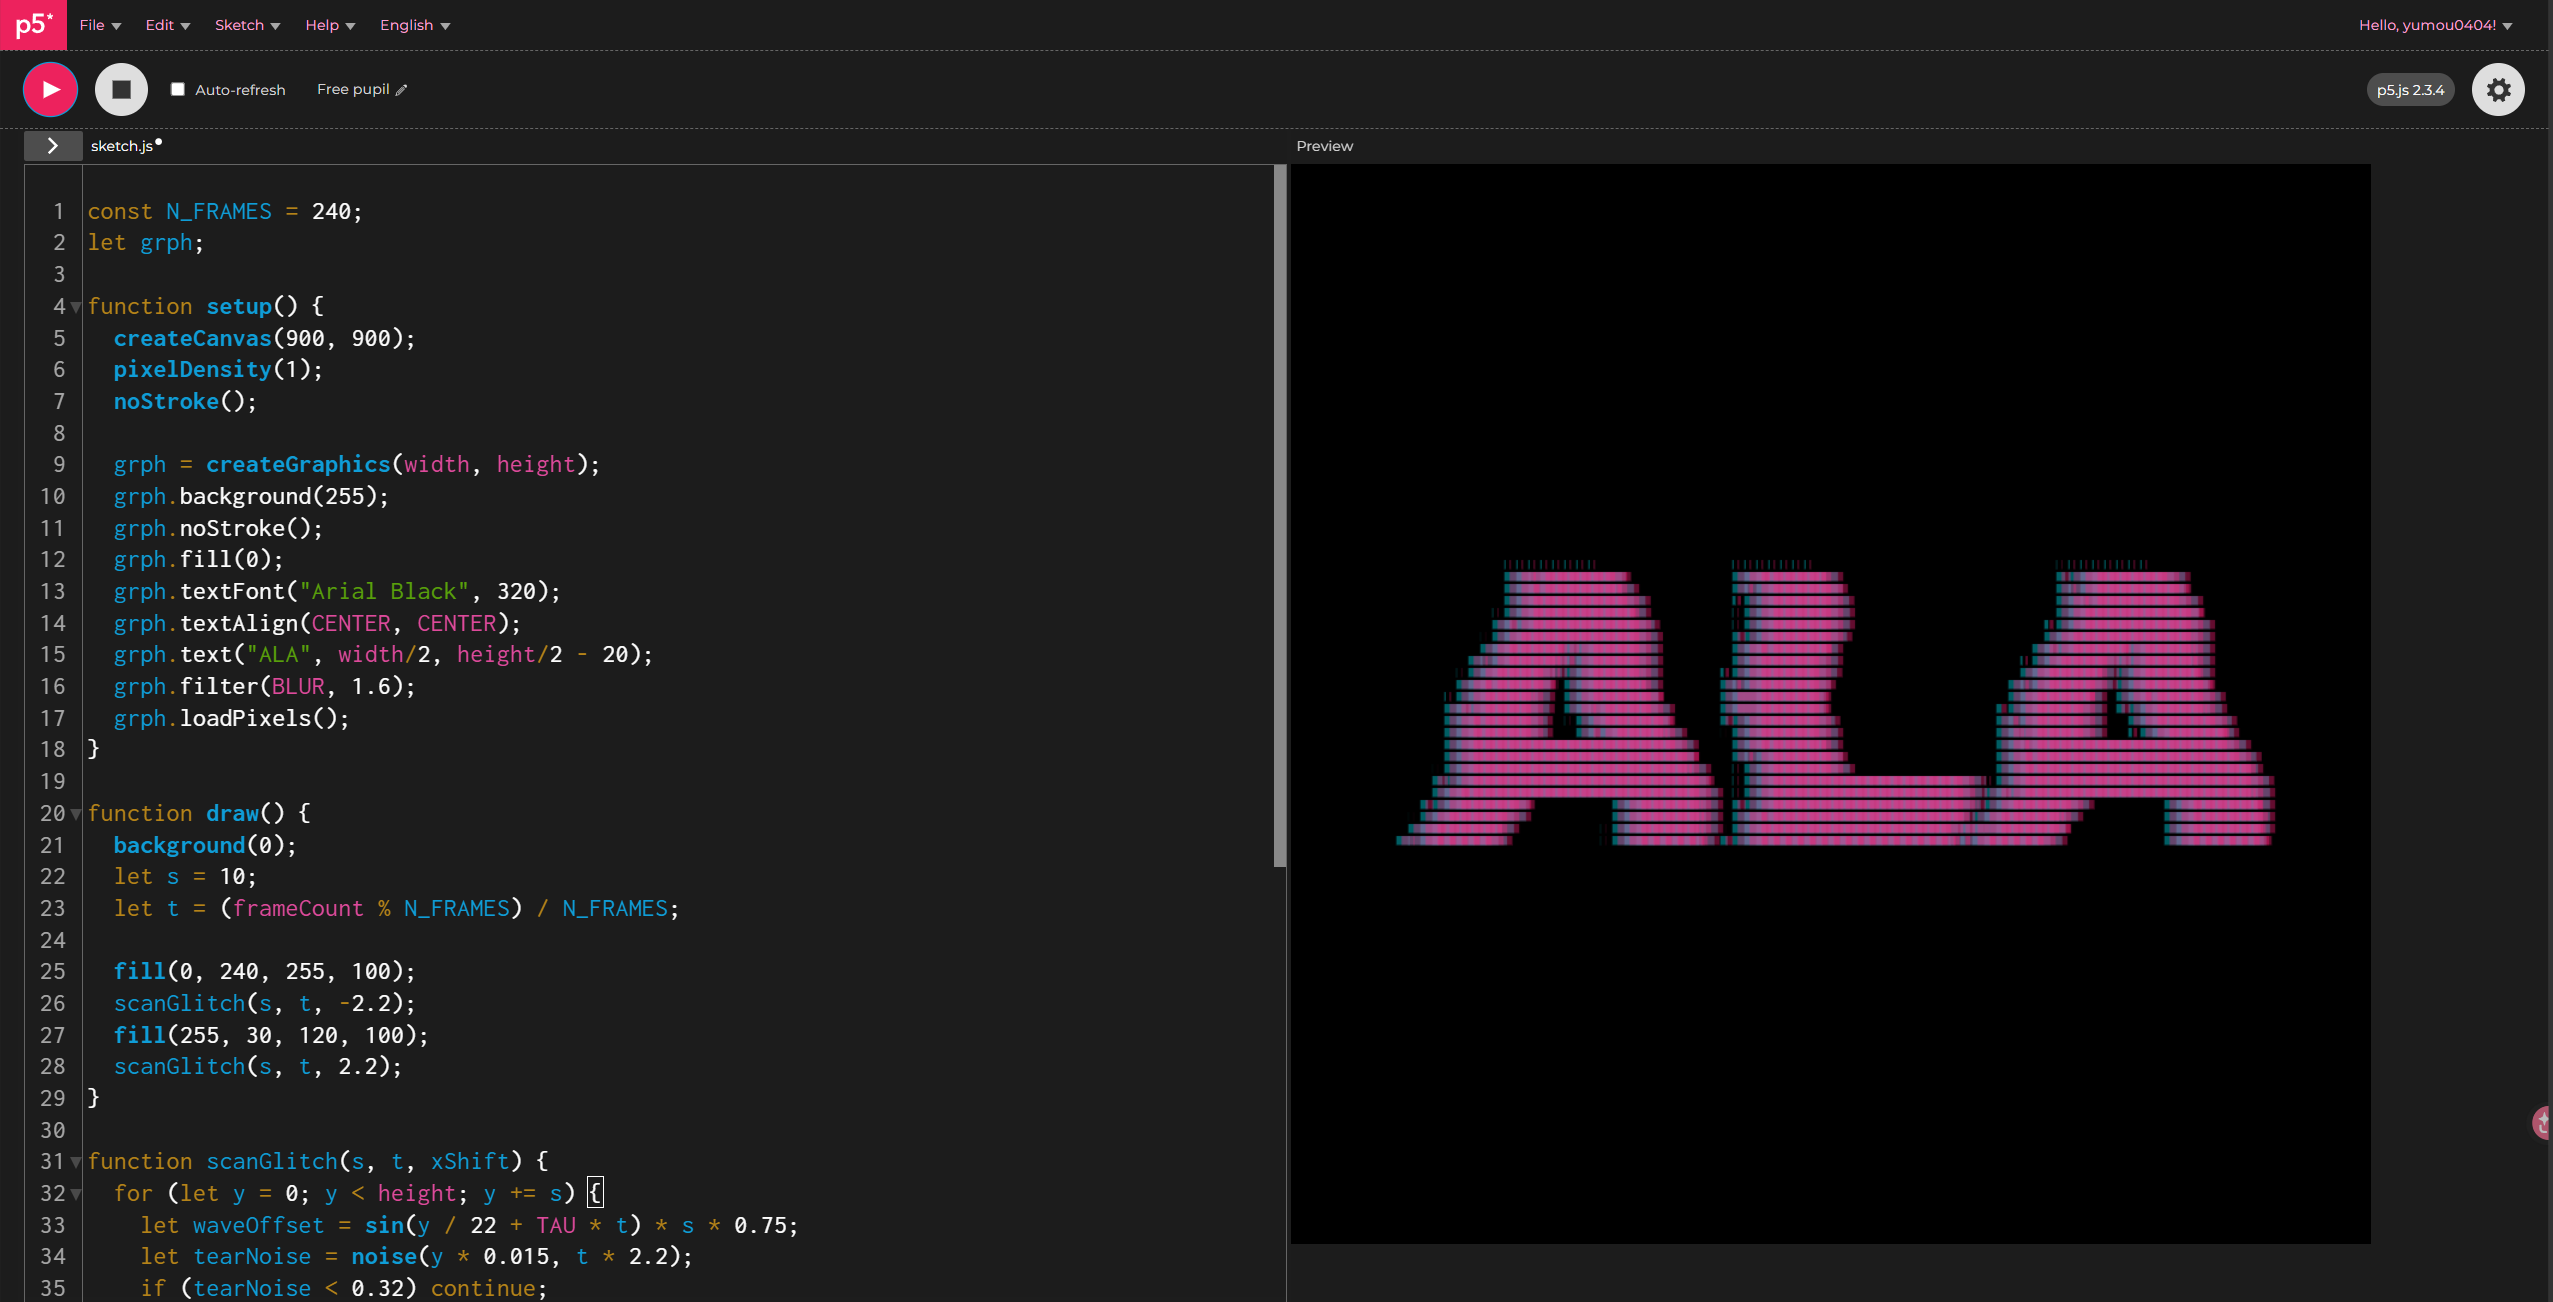 p5* File Edit Sketch Help English Hello, yumou0404!
Auto-refresh Free pupil p5.js 2.3.4
sketch.js Preview
1 const N_FRAMES = 240;
2 let grph;
3
4 function setup() {
5 createCanvas(900, 900);
6 pixelDensity(1);
7 noStroke();
8
9 grph = createGraphics(width, height);
10 grph.background(255);
11 grph.noStroke();
12 grph.fill(0);
13 grph.textFont("Arial Black", 320);
14 grph.textAlign(CENTER, CENTER);
15 grph.text("ALA", width/2, height/2 - 20);
16 grph.filter(BLUR, 1.6);
17 grph.loadPixels();
18 }
19
20 function draw() {
21 background(0);
22 let s = 10;
23 let t = (frameCount % N_FRAMES) / N_FRAMES;
24
25 fill(0, 240, 255, 100);
26 scanGlitch(s, t, -2.2);
27 fill(255, 30, 120, 100);
28 scanGlitch(s, t, 2.2);
29 }
30
31 function scanGlitch(s, t, xShift) {
32 for (let y = 0; y < height; y += s) {
33 let waveOffset = sin(y / 22 + TAU * t) * s * 0.75;
34 let tearNoise = noise(y * 0.015, t * 2.2);
35 if (tearNoise < 0.32) continue;
ALA